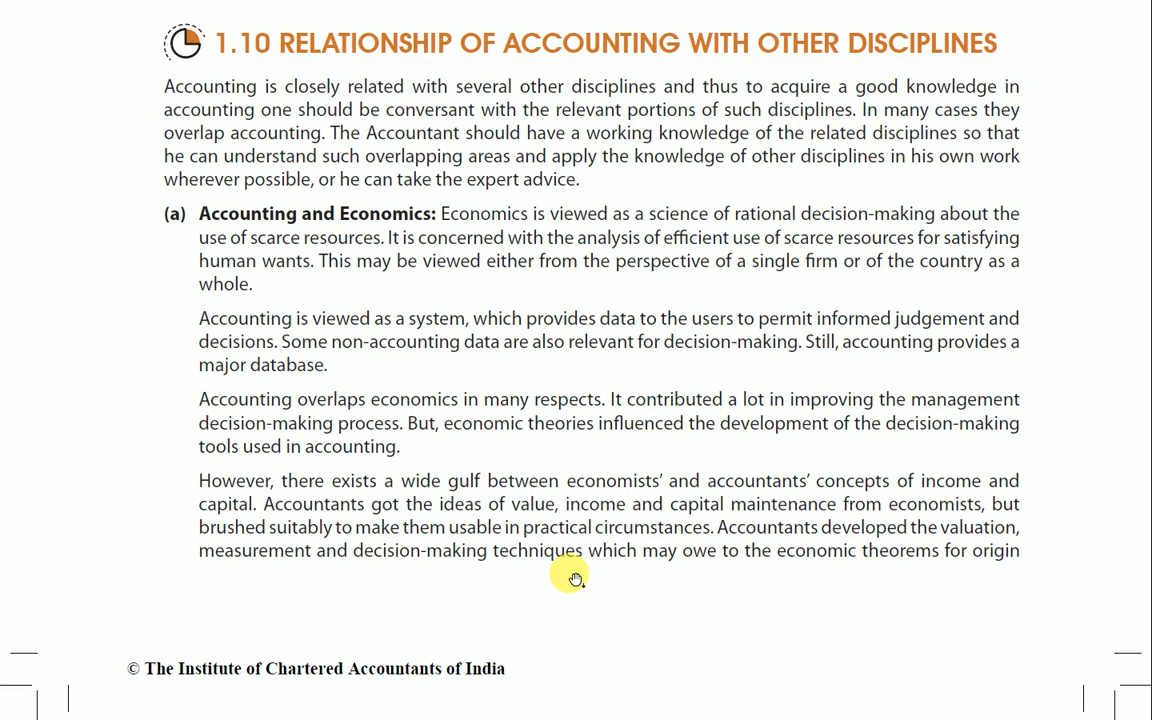 1.10 RELATIONSHIP OF ACCOUNTING WITH OTHER DISCIPLINES
Accounting is closely related with several other disciplines and thus to acquire a good knowledge in
accounting one should be conversant with the relevant portions of such disciplines. In many cases they
overlap accounting. The Accountant should have a working knowledge of the related disciplines so that
he can understand such overlapping areas and apply the knowledge of other disciplines in his own work
wherever possible, or he can take the expert advice.
(a) Accounting and Economics: Economics is viewed as a science of rational decision-making about the
use of scarce resources. It is concerned with the analysis of efficient use of scarce resources for satisfying
human wants. This may be viewed either from the perspective of a single firm or of the country as a
whole.
Accounting is viewed as a system, which provides data to the users to permit informed judgement and
decisions. Some non-accounting data are also relevant for decision-making. Still, accounting provides a
major database.
Accounting overlaps economics in many respects. It contributed a lot in improving the management
decision-making process. But, economic theories influenced the development of the decision-making
tools used in accounting.
However, there exists a wide gulf between economists’ and accountants’ concepts of income and
capital. Accountants got the ideas of value, income and capital maintenance from economists, but
brushed suitably to make them usable in practical circumstances. Accountants developed the valuation,
measurement and decision-making techniques which may owe to the economic theorems for origin
© The Institute of Chartered Accountants of India